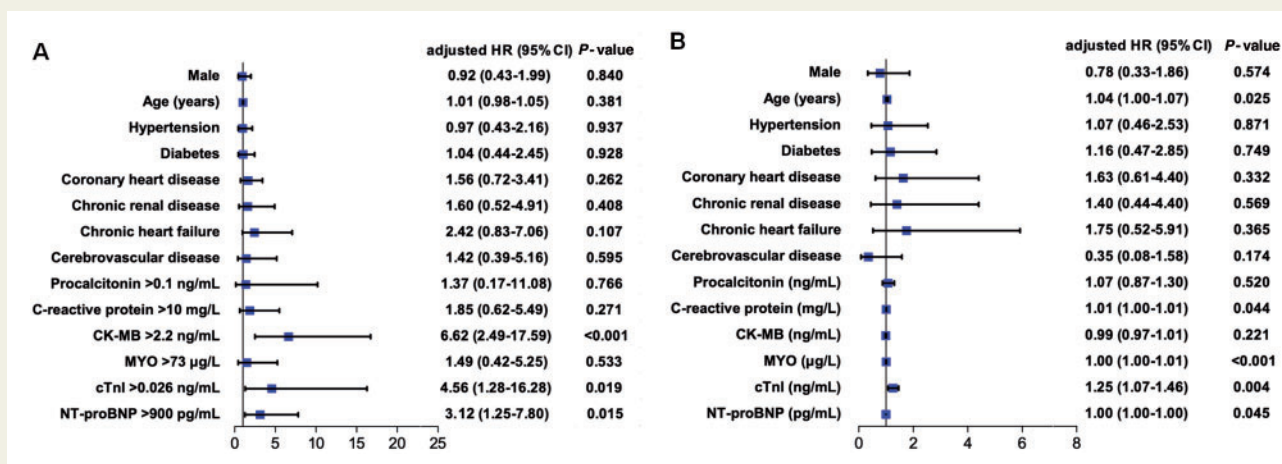 A
adjusted HR (95% CI) P-value
Male 0.92 (0.43-1.99) 0.840
Age (years) 1.01 (0.98-1.05) 0.381
Hypertension 0.97 (0.43-2.16) 0.937
Diabetes 1.04 (0.44-2.45) 0.928
Coronary heart disease 1.56 (0.72-3.41) 0.262
Chronic renal disease 1.60 (0.52-4.91) 0.408
Chronic heart failure 2.42 (0.83-7.06) 0.107
Cerebrovascular disease 1.42 (0.39-5.16) 0.595
Procalcitonin >0.1 ng/mL 1.37 (0.17-11.08) 0.766
C-reactive protein >10 mg/L 1.85 (0.62-5.49) 0.271
CK-MB >2.2 ng/mL 6.62 (2.49-17.59) <0.001
MYO >73 µg/L 1.49 (0.42-5.25) 0.533
cTnI >0.026 ng/mL 4.56 (1.28-16.28) 0.019
NT-proBNP >900 pg/mL 3.12 (1.25-7.80) 0.015
0 5 10 15 20 25
B
adjusted HR (95% CI) P-value
Male 0.78 (0.33-1.86) 0.574
Age (years) 1.04 (1.00-1.07) 0.025
Hypertension 1.07 (0.46-2.53) 0.871
Diabetes 1.16 (0.47-2.85) 0.749
Coronary heart disease 1.63 (0.61-4.40) 0.332
Chronic renal disease 1.40 (0.44-4.40) 0.569
Chronic heart failure 1.75 (0.52-5.91) 0.365
Cerebrovascular disease 0.35 (0.08-1.58) 0.174
Procalcitonin (ng/mL) 1.07 (0.87-1.30) 0.520
C-reactive protein (mg/L) 1.01 (1.00-1.01) 0.044
CK-MB (ng/mL) 0.99 (0.97-1.01) 0.221
MYO (µg/L) 1.00 (1.00-1.01) <0.001
cTnI (ng/mL) 1.25 (1.07-1.46) 0.004
NT-proBNP (pg/mL) 1.00 (1.00-1.00) 0.045
0 2 4 6 8